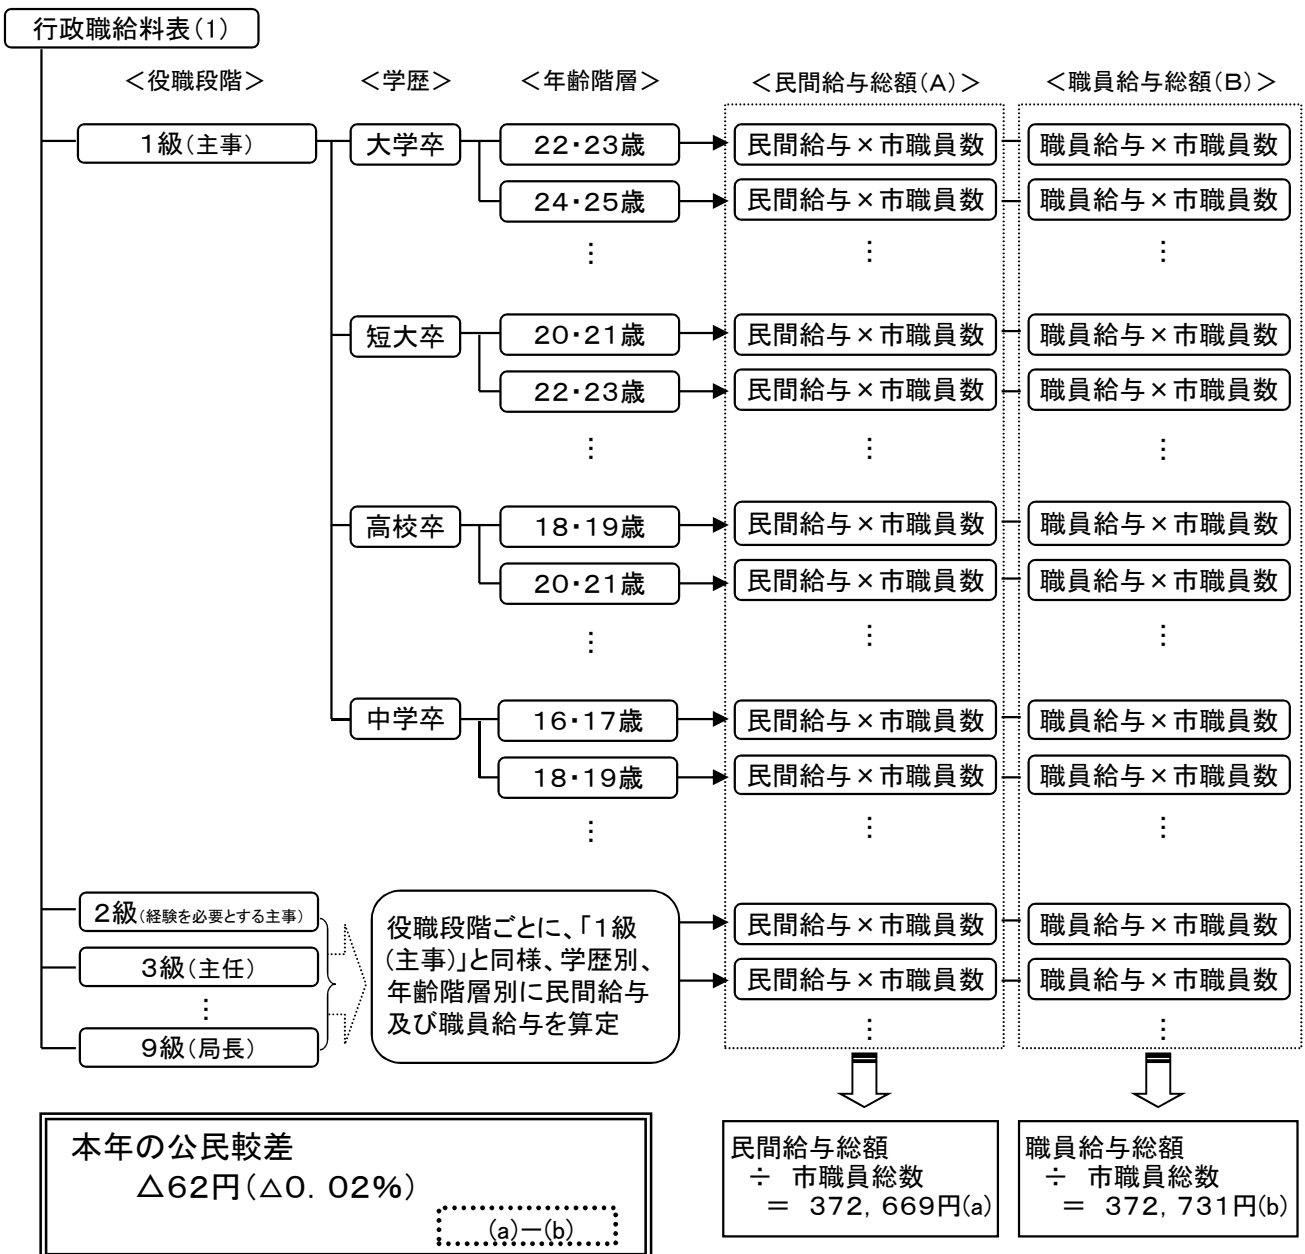 行政職給料表(1)
＜役職段階＞ ＜学歴＞ ＜年齢階層＞ ＜民間給与総額(A)＞ ＜職員給与総額(B)＞
1級(主事) 大学卒 22・23歳 民間給与×市職員数 職員給与×市職員数
24・25歳 民間給与×市職員数 職員給与×市職員数
⋮ ⋮ ⋮
短大卒 20・21歳 民間給与×市職員数 職員給与×市職員数
22・23歳 民間給与×市職員数 職員給与×市職員数
⋮ ⋮ ⋮
高校卒 18・19歳 民間給与×市職員数 職員給与×市職員数
20・21歳 民間給与×市職員数 職員給与×市職員数
⋮ ⋮ ⋮
中学卒 16・17歳 民間給与×市職員数 職員給与×市職員数
18・19歳 民間給与×市職員数 職員給与×市職員数
⋮ ⋮ ⋮
2級(経験を必要とする主事)
3級(主任)
⋮
9級(局長)
役職段階ごとに、「1級
(主事)」と同様、学歴別、
年齢階層別に民間給与
及び職員給与を算定
民間給与×市職員数 職員給与×市職員数
民間給与×市職員数 職員給与×市職員数
⋮ ⋮
本年の公民較差
△62円(△0．02%)
(a)－(b)
民間給与総額
÷ 市職員総数
＝ 372，669円(a)
職員給与総額
÷ 市職員総数
＝ 372，731円(b)